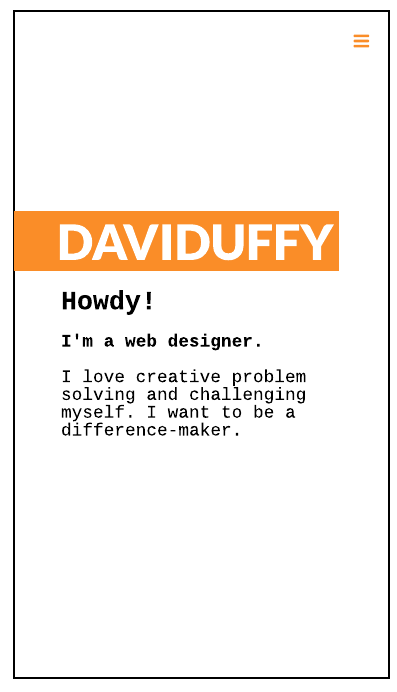 DAVIDUFFY
Howdy!
I'm a web designer.
I love creative problem
solving and challenging
myself. I want to be a
difference-maker.